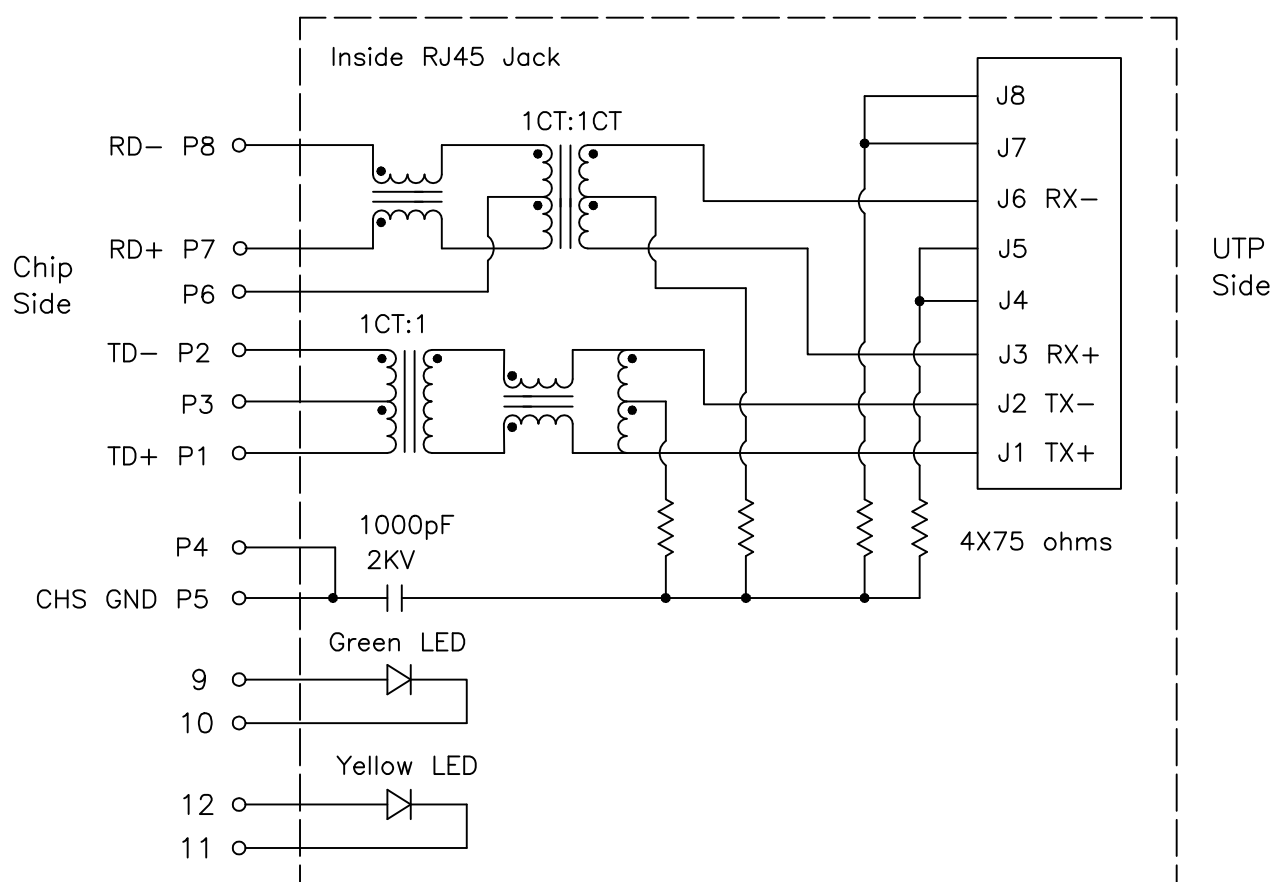 Inside RJ45 Jack
J8
1CT:1CT
RD- P8
J7
J6 RX-
RD+ P7
J5
UTP
Side
Chip
Side
P6
J4
1CT:1
TD- P2
J3 RX+
P3
J2 TX-
TD+ P1
J1 TX+
1000pF
2KV
P4
4X75 ohms
CHS GND P5
Green LED
9
10
Yellow LED
12
11